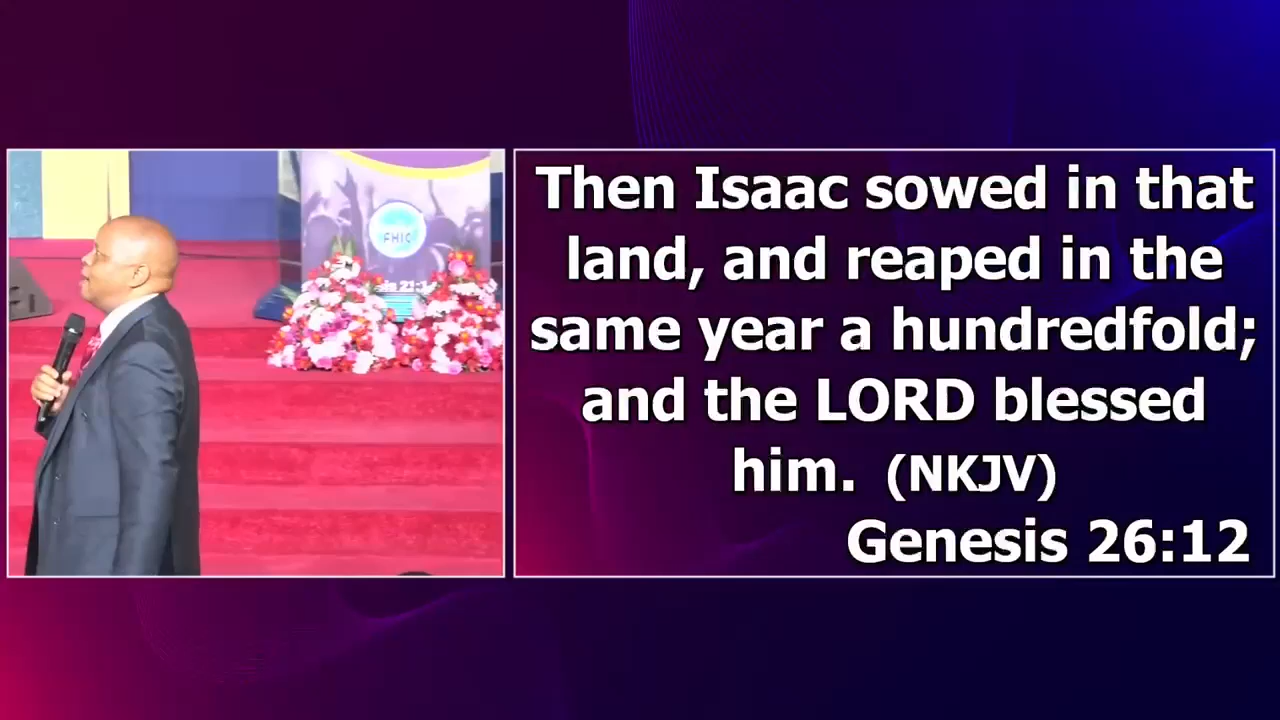 FHIC
Then Isaac sowed in that
land, and reaped in the
same year a hundredfold;
and the LORD blessed
him. (NKJV)
Genesis 26:12